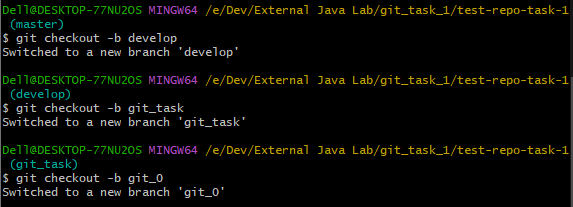 Dell@DESKTOP-77NU2OS MINGW64 /e/Dev/External Java Lab/git_task_1/test-repo-task-1
(master)
$ git checkout -b develop
Switched to a new branch 'develop'
Dell@DESKTOP-77NU2OS MINGW64 /e/Dev/External Java Lab/git_task_1/test-repo-task-1
(develop)
$ git checkout -b git_task
Switched to a new branch 'git_task'
Dell@DESKTOP-77NU2OS MINGW64 /e/Dev/External Java Lab/git_task_1/test-repo-task-1
(git_task)
$ git checkout -b git_0
Switched to a new branch 'git_0'